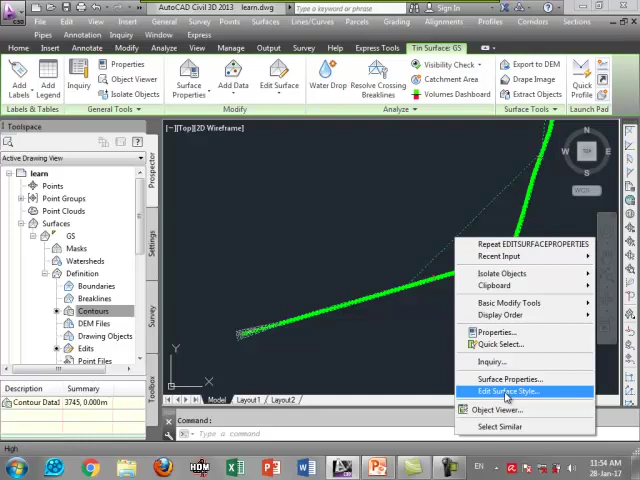 AutoCAD Civil 3D learn.dwg
Type a keyword or phrase
Sign In
File Edit View Insert General Survey Points Surfaces Lines/Curves Parcels Alignments Profiles Corridors Sections
Pipes Annotation Inquiry Window Express
Home Insert Annotate Modify Analyze View Manage Output Survey Express Tools Tin Surface: GS
Add Labels
Add Legend
Inquiry
Properties
Object Viewer
Isolate Objects
Surface Properties
Add Data
Edit Surface
Water Drop
Resolve Crossing Breaklines
Visibility Check
Catchment Area
Volumes Dashboard
Export to DEM
Drape Image
Extract Objects
Quick Profile
Labels & Tables
General Tools
Modify
Analyze
Surface Tools
Launch Pad
Toolspace
Active Drawing View
learn
Points
Point Groups
Point Clouds
Surfaces
GS
Masks
Watersheds
Definition
Boundaries
Breaklines
Contours
DEM Files
Drawing Objects
Edits
Point Files
Prospector
Settings
Survey
Toolbox
Description Summary
Contour Data1 3745, 0.000m
[−][Top][2D Wireframe]
N
W TOP E
S
WCS
Y
X
Repeat EDITSURFACEPROPERTIES
Recent Input
Isolate Objects
Clipboard
Basic Modify Tools
Display Order
Properties...
Quick Select...
Inquiry...
Surface Properties...
Edit Surface Style...
Object Viewer...
Select Similar
Model Layout1 Layout2
Command:
Type a command
HDM
EN
11:54 AM
28-Jan-17